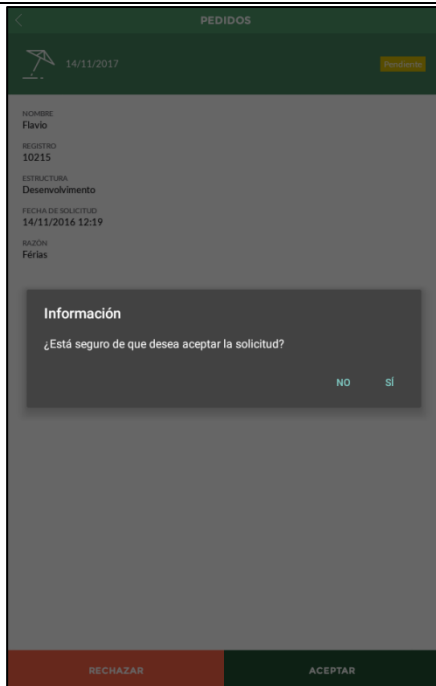 PEDIDOS
14/11/2017
Pendiente
NOMBRE
Flavio
REGISTRO
10215
ESTRUCTURA
Desenvolvimento
FECHA DE SOLICITUD
14/11/2016 12:19
RAZÓN
Férias
Información
¿Está seguro de que desea aceptar la solicitud?
NO SÍ
RECHAZAR ACEPTAR